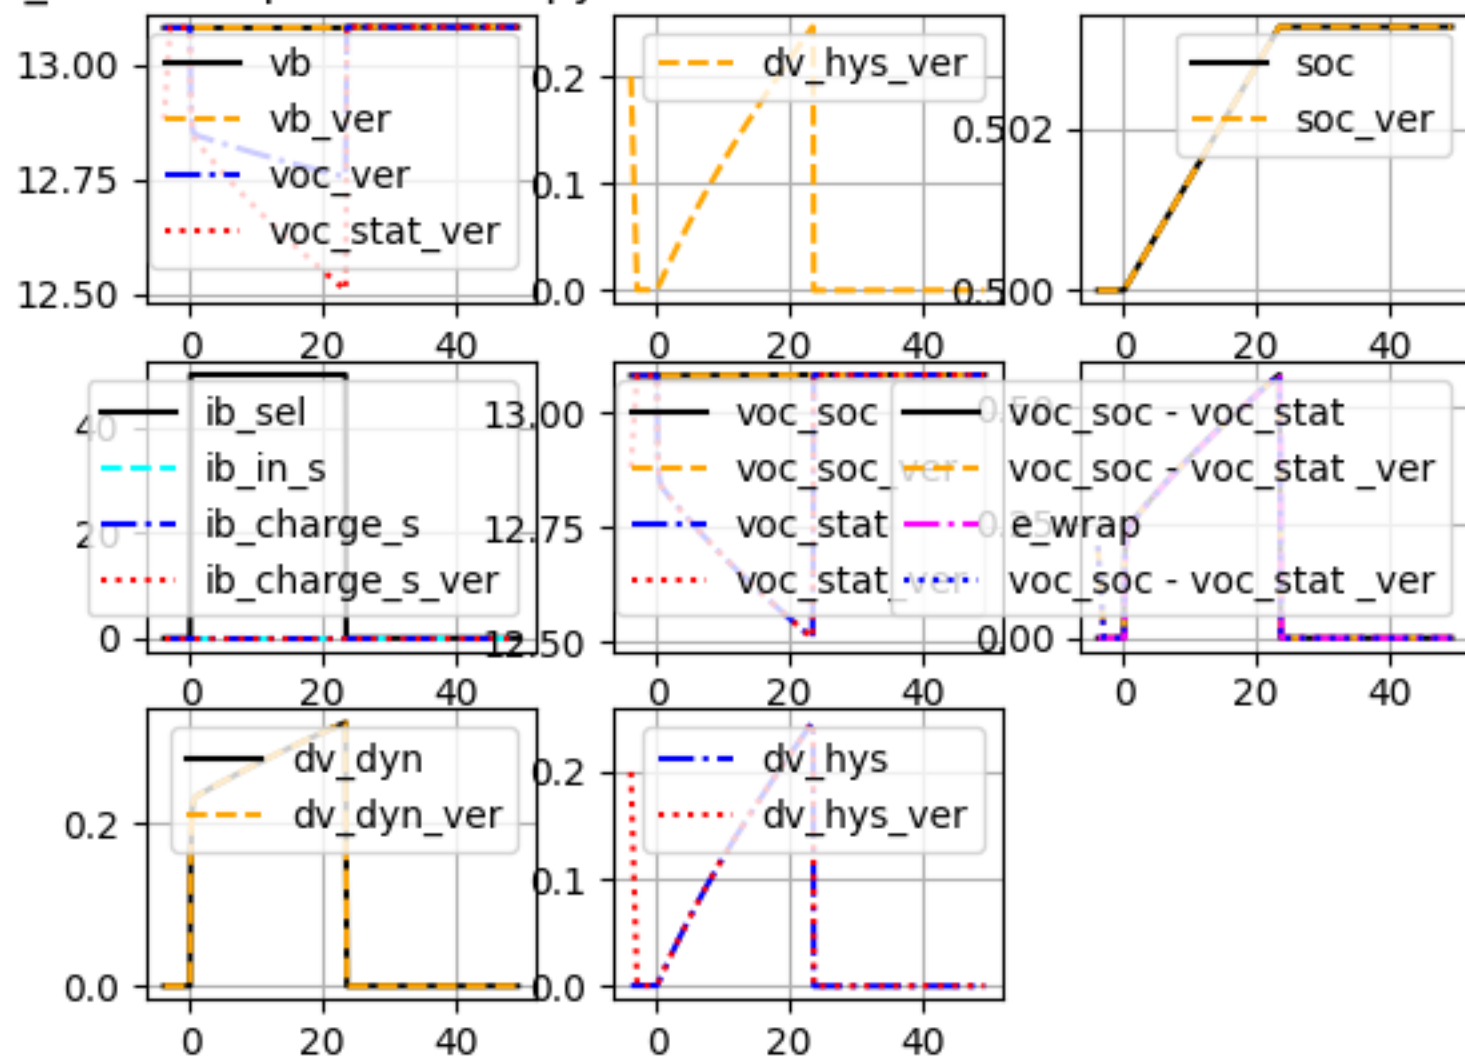 13.00
12.75
12.50
vb
vb_ver
voc_ver
voc_stat_ver
0 20 40
0.2
0.1
0.0
dv_hys_ver
0 20 40
0.502
0.500
soc
soc_ver
0 20 40
40
20
0
ib_sel
ib_in_s
ib_charge_s
ib_charge_s_ver
0 20 40
13.00
12.75
12.50
voc_soc
voc_soc_ver
voc_stat
voc_stat_ver
0 20 40
0.50
0.25
0.00
voc_soc - voc_stat
voc_soc - voc_stat _ver
e_wrap
voc_soc - voc_stat _ver
0 20 40
0.2
0.0
dv_dyn
dv_dyn_ver
0 20 40
0.2
0.1
0.0
dv_hys
dv_hys_ver
0 20 40